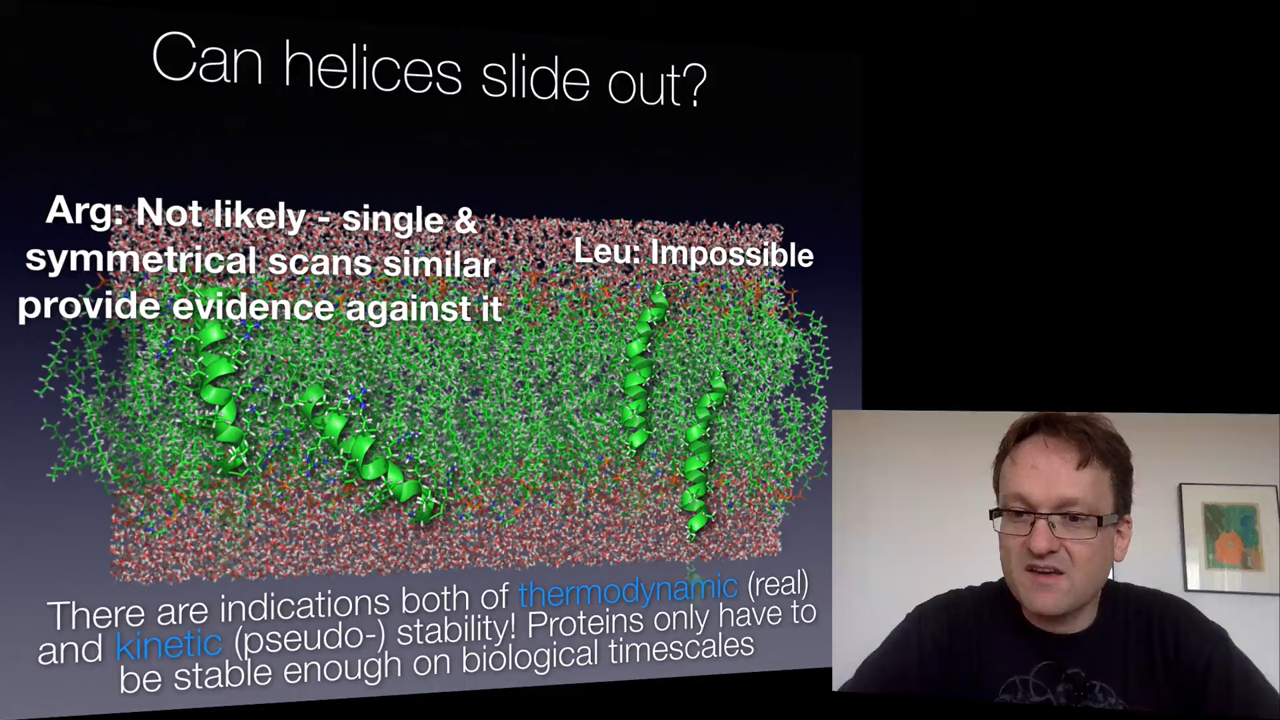 Can helices slide out?
Arg: Not likely - single &
symmetrical scans similar
provide evidence against it
Leu: Impossible
There are indications both of thermodynamic (real)
and kinetic (pseudo-) stability! Proteins only have to
be stable enough on biological timescales